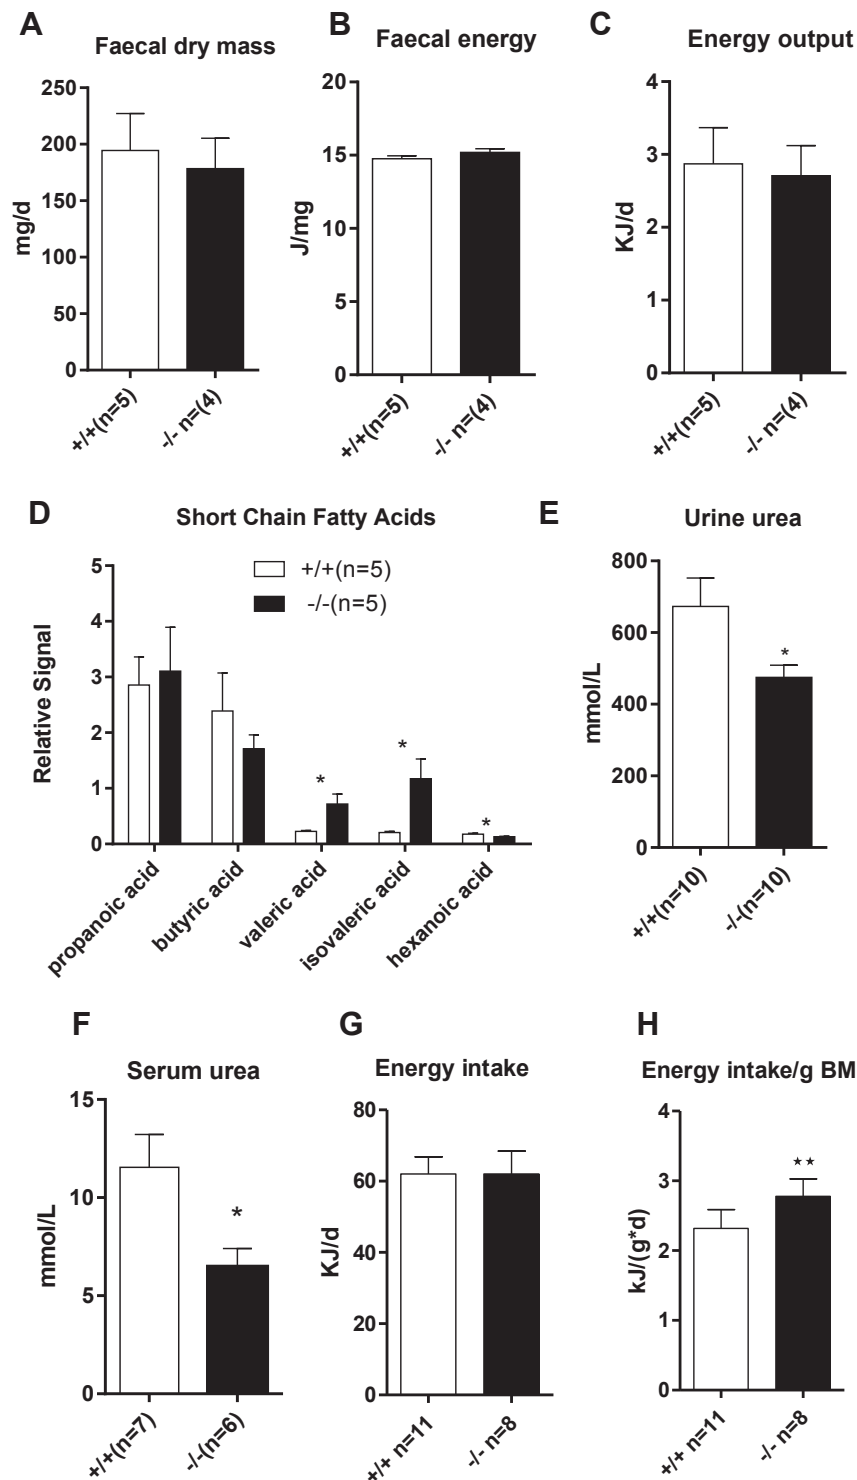 A
Faecal dry mass
mg/d
250
200
150
100
50
0
+/+(n=5)
-/- n=(4)
B
Faecal energy
J/mg
20
15
10
5
0
+/+(n=5)
-/- n=(4)
C
Energy output
KJ/d
4
3
2
1
0
+/+(n=5)
-/- n=(4)
D
Short Chain Fatty Acids
Relative Signal
5
4
3
2
1
0
+/+(n=5)
-/-(n=5)
*
*
*
propanoic acid
butyric acid
valeric acid
isovaleric acid
hexanoic acid
E
Urine urea
mmol/L
800
600
400
200
0
*
+/+(n=10)
-/-(n=10)
F
Serum urea
mmol/L
15
10
5
0
*
+/+(n=7)
-/-(n=6)
G
Energy intake
KJ/d
80
60
40
20
0
+/+ n=11
-/- n=8
H
Energy intake/g BM
kJ/(g*d)
4
3
2
1
0
**
+/+ n=11
-/- n=8